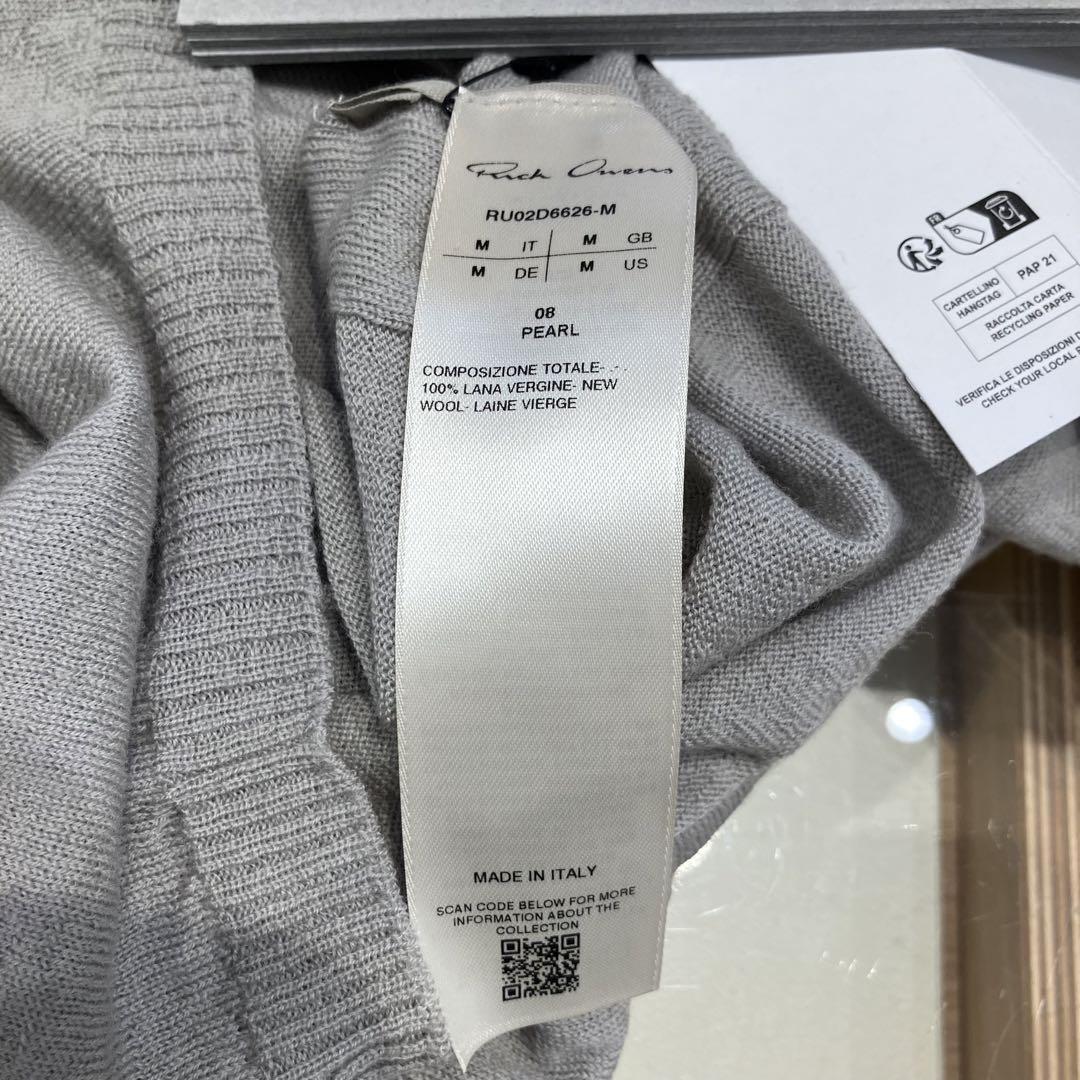 Rick Owens
RU02D6626-M
M IT M GB
M DE M US
08
PEARL
COMPOSIZIONE TOTALE-
100% LANA VERGINE- NEW
WOOL- LAINE VIERGE
MADE IN ITALY
SCAN CODE BELOW FOR MORE
INFORMATION ABOUT THE
COLLECTION
FR
CARTELLINO
HANGTAG
PAP 21
RACCOLTA CARTA
RECYCLING PAPER
VERIFICA LE DISPOSIZIONI D
CHECK YOUR LOCAL